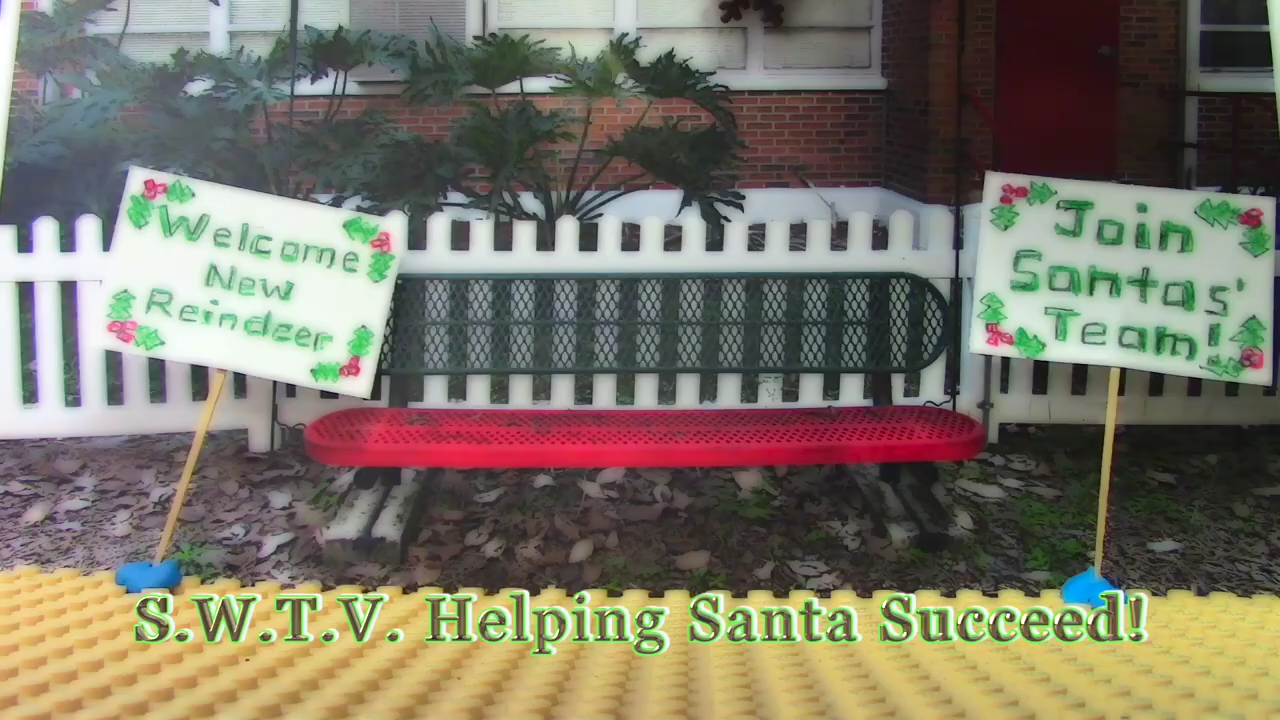 Welcome
New
Reindeer
Join
Santas'
Team!
S.W.T.V. Helping Santa Succeed!